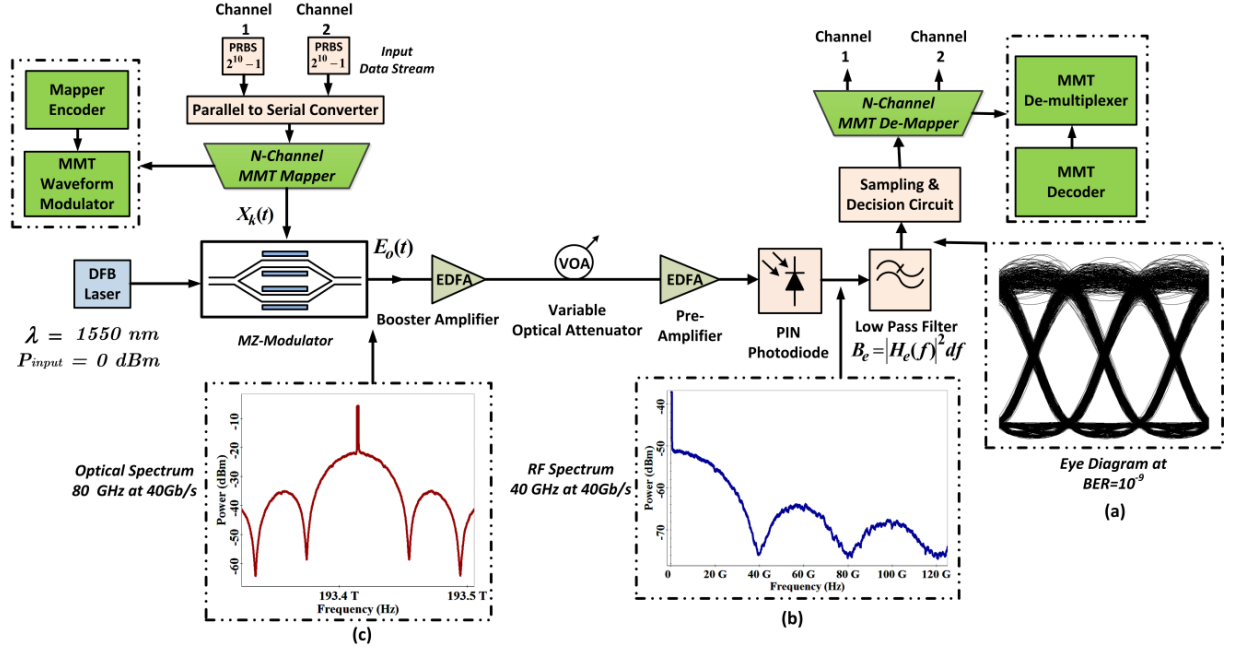 Channel
1
Channel
2
PRBS
2^10 − 1
PRBS
2^10 − 1
Input
Data Stream
Parallel to Serial Converter
N-Channel
MMT Mapper
Mapper
Encoder
MMT
Waveform
Modulator
X_k(t)
E_o(t)
DFB
Laser
λ = 1550 nm
P_input = 0 dBm
MZ-Modulator
EDFA
Booster Amplifier
VOA
Variable
Optical Attenuator
EDFA
Pre-
Amplifier
PIN
Photodiode
Low Pass Filter
B_e = |H_e(f)|^2 df
Sampling &
Decision Circuit
N-Channel
MMT De-Mapper
Channel
1
Channel
2
MMT
De-multiplexer
MMT
Decoder
Eye Diagram at
BER=10^-9
(a)
Optical Spectrum
80 GHz at 40Gb/s
Power (dBm)
-10
-20
-30
-40
-50
-60
193.4 T
193.5 T
Frequency (Hz)
(c)
RF Spectrum
40 GHz at 40Gb/s
Power (dBm)
-40
-50
-60
-70
0
20 G
40 G
60 G
80 G
100 G
120 G
Frequency (Hz)
(b)